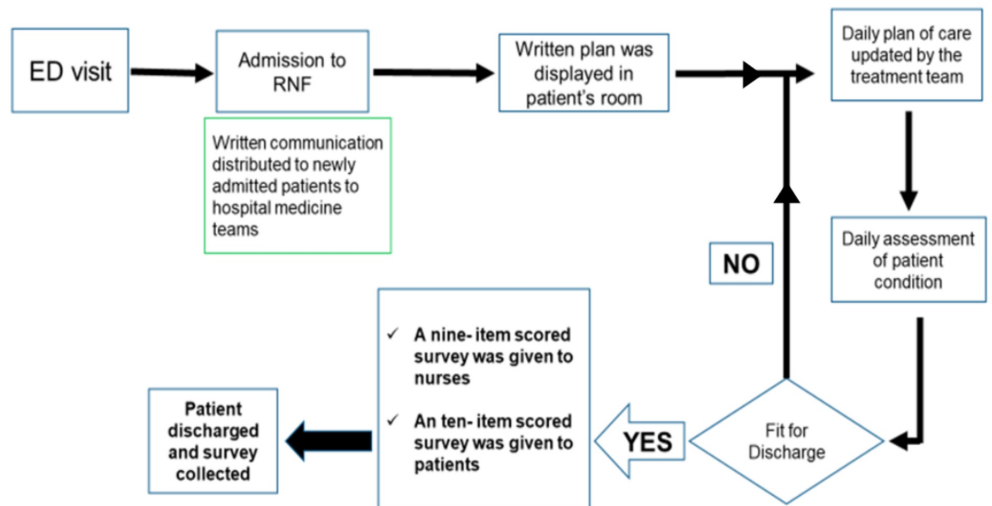 ED visit
Admission to
RNF
Written communication
distributed to newly
admitted patients to
hospital medicine
teams
Written plan was
displayed in
patient's room
Daily plan of care
updated by the
treatment team
Daily assessment
of patient
condition
NO
Fit for
Discharge
YES
✓ A nine- item scored
survey was given to
nurses
✓ An ten- item scored
survey was given to
patients
Patient
discharged
and survey
collected